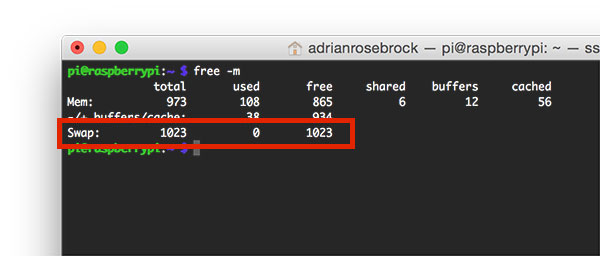 adrianrosebrock — pi@raspberrypi: ~ — ss
pi@raspberrypi:~ $ free -m
total used free shared buffers cached
Mem: 973 108 865 6 12 56
-/+ buffers/cache: 38 934
Swap: 1023 0 1023
pi@raspberrypi:~ $